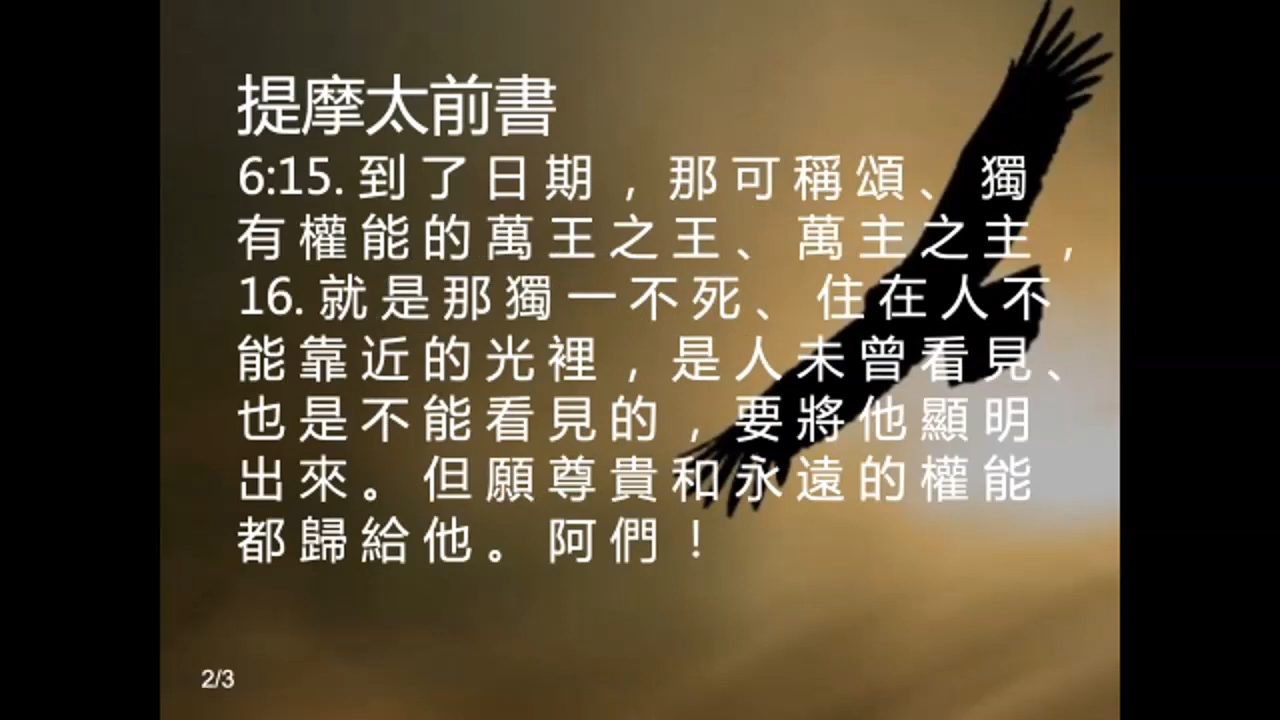 提摩太前書
6:15. 到了日期，那可稱頌、獨
有權能的萬王之王、萬主之主，
16. 就是那獨一不死、住在人不
能靠近的光裡，是人未曾看見、
也是不能看見的，要將他顯明
出來。但願尊貴和永遠的權能
都歸給他。阿們！
2/3